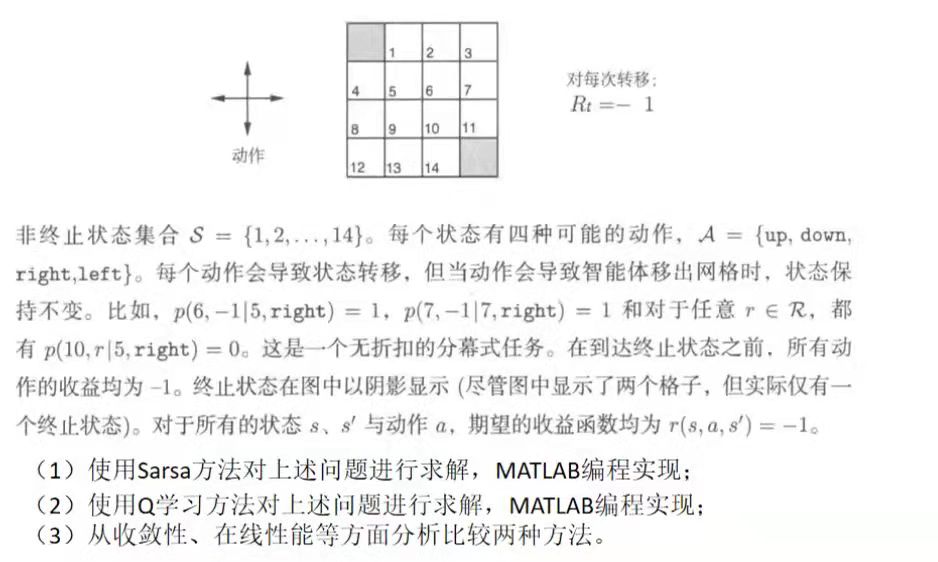 1 2 3
4 5 6 7
8 9 10 11
12 13 14
动作
对每次转移:
Rt =− 1
非终止状态集合 S = {1, 2, . . . , 14}。每个状态有四种可能的动作，A = {up, down,
right,left}。每个动作会导致状态转移，但当动作会导致智能体移出网格时，状态保
持不变。比如，p(6, −1|5, right) = 1，p(7, −1|7, right) = 1 和对于任意 r ∈ R，都
有 p(10, r|5, right) = 0。这是一个无折扣的分幕式任务。在到达终止状态之前，所有动
作的收益均为 −1。终止状态在图中以阴影显示 (尽管图中显示了两个格子，但实际仅有一
个终止状态)。对于所有的状态 s、s′ 与动作 a，期望的收益函数均为 r(s, a, s′) = −1。
（1）使用Sarsa方法对上述问题进行求解，MATLAB编程实现；
（2）使用Q学习方法对上述问题进行求解，MATLAB编程实现；
（3）从收敛性、在线性能等方面分析比较两种方法。